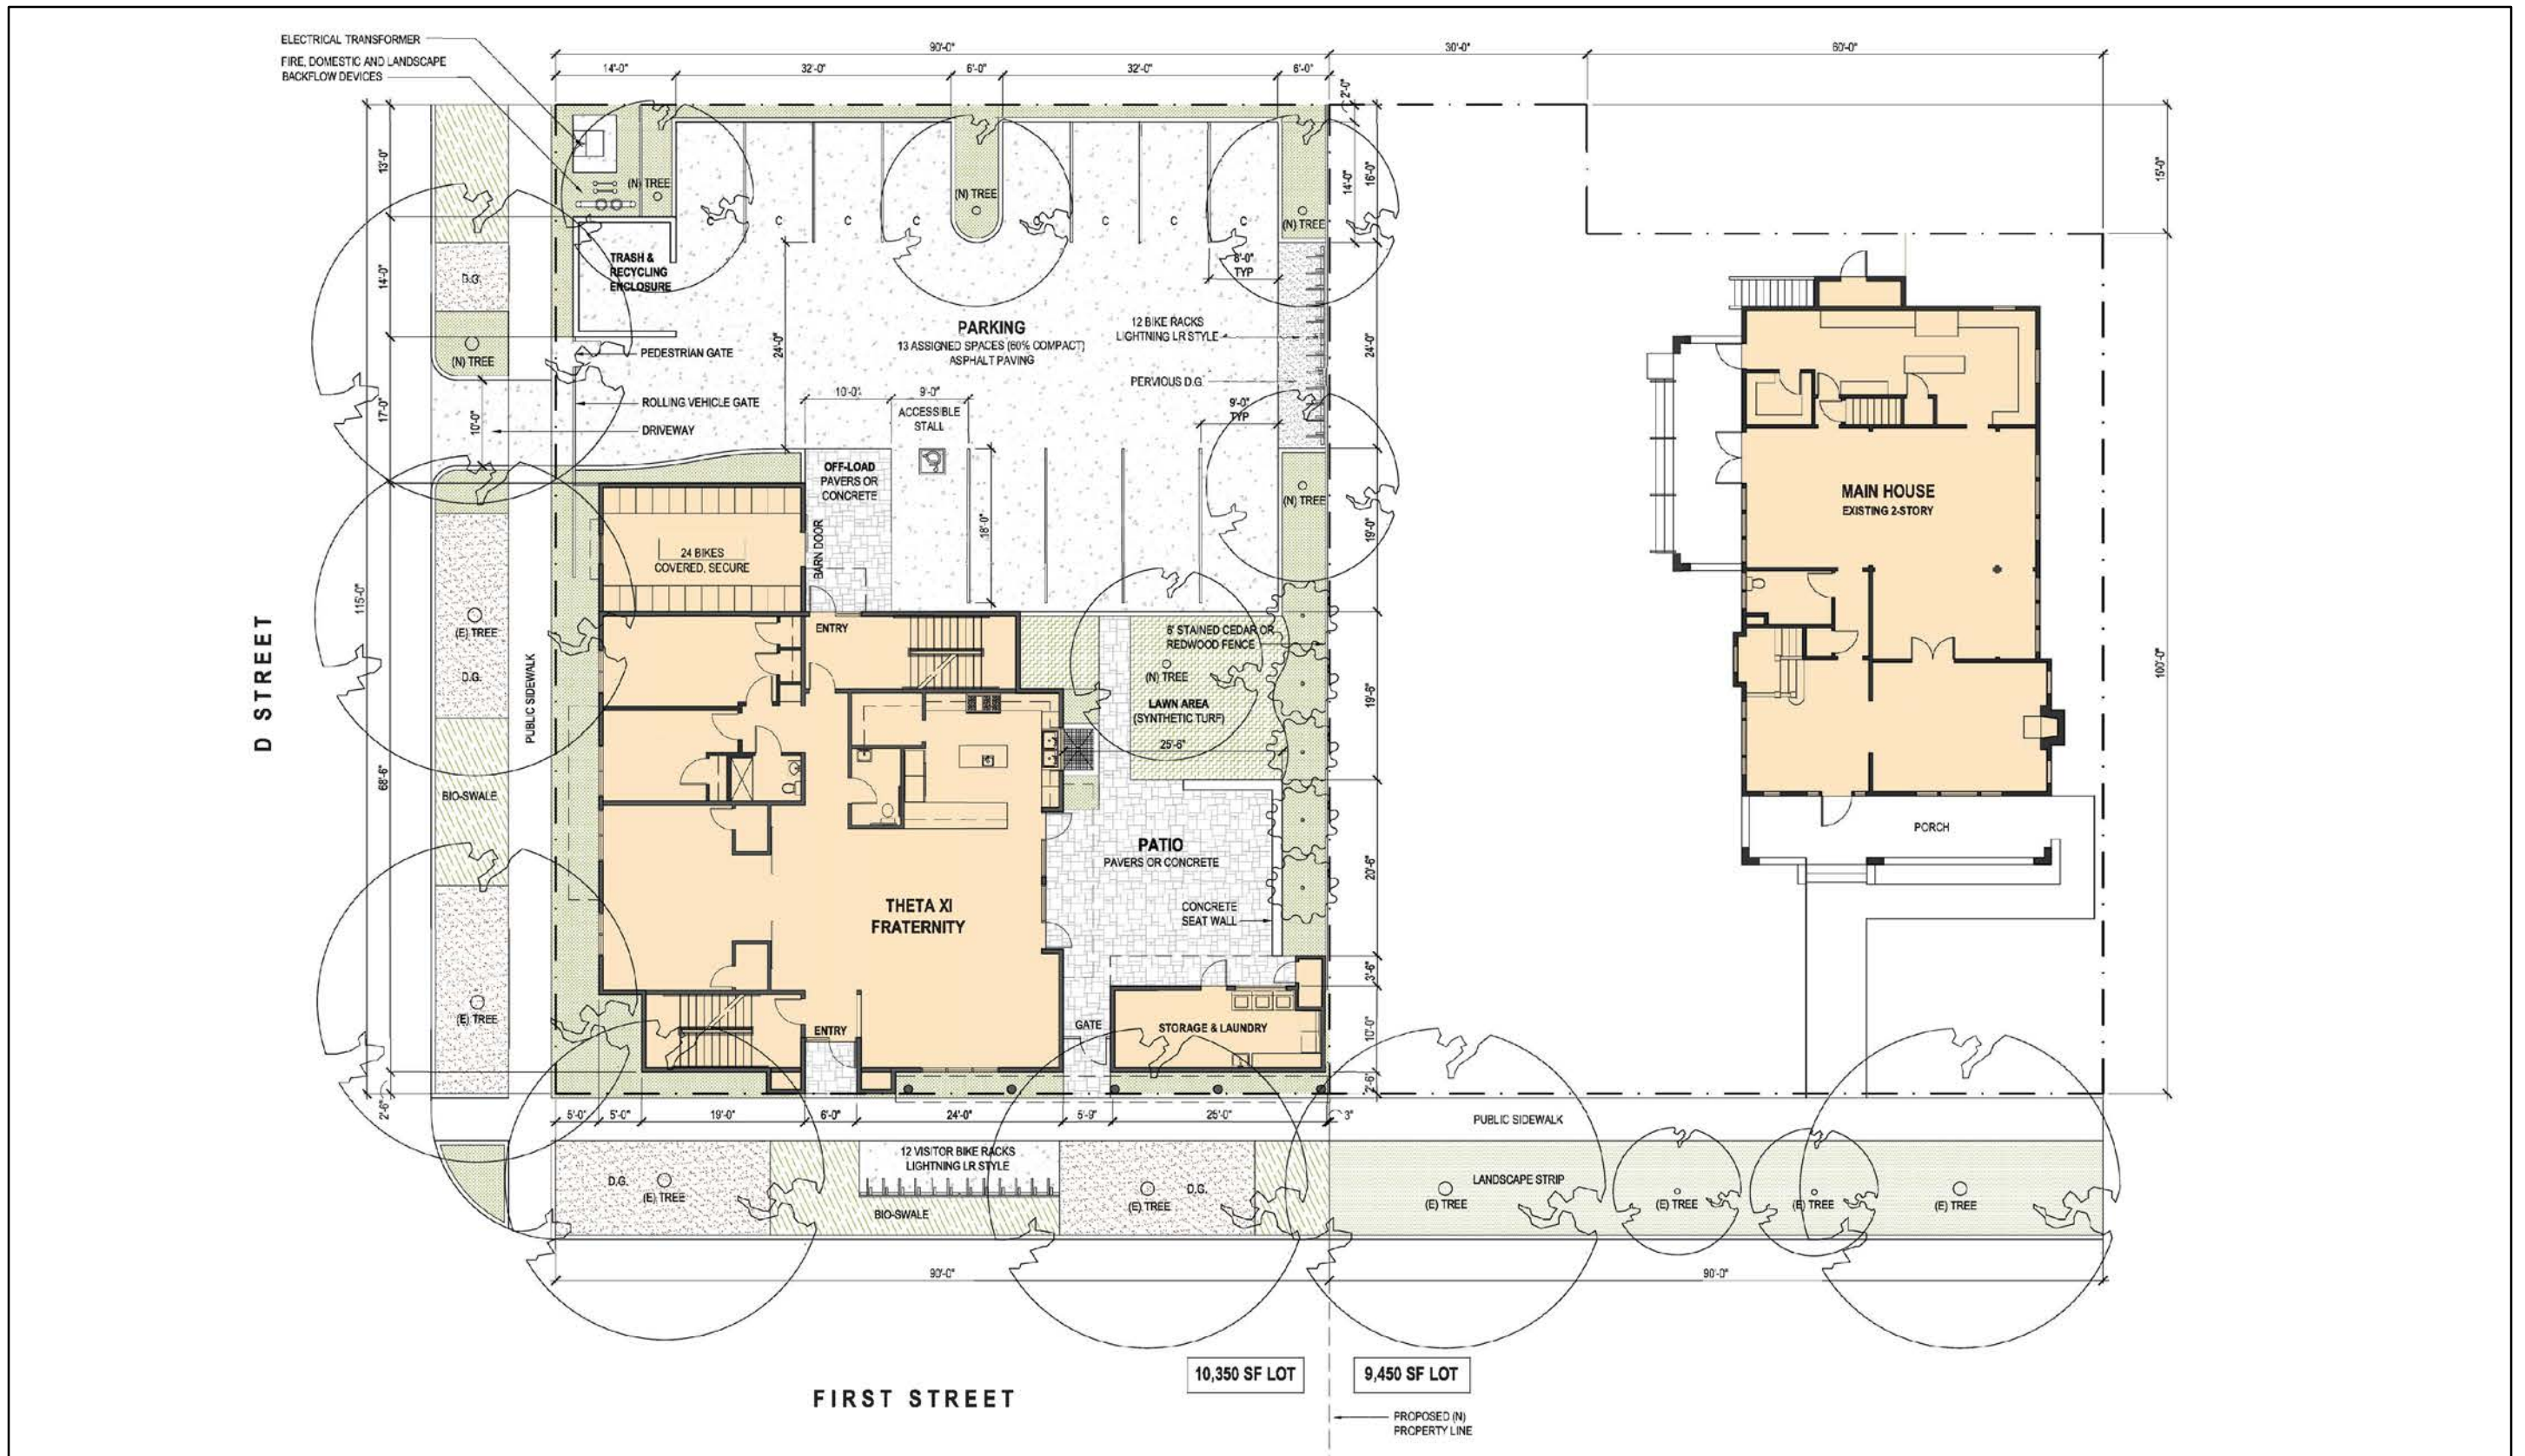 ELECTRICAL TRANSFORMER
FIRE, DOMESTIC AND LANDSCAPE
BACKFLOW DEVICES
90'-0"
30'-0"
60'-0"
14'-0"
32'-0"
6'-0"
32'-0"
6'-0"
2'-0"
13'-0"
14'-0"
17'-0"
10'-0"
115'-0"
68'-6"
2'-6"
(N) TREE
(N) TREE
(N) TREE
C
C
C
C
C
C
C
14'-0"
16'-0"
15'-0"
TRASH &
RECYCLING
ENCLOSURE
D.G.
(N) TREE
8'-0"
TYP
PARKING
13 ASSIGNED SPACES (60% COMPACT)
ASPHALT PAVING
12 BIKE RACKS
LIGHTNING LR STYLE
PEDESTRIAN GATE
24'-0"
24'-0"
PERVIOUS D.G.
ROLLING VEHICLE GATE
10'-0"
9'-0"
ACCESSIBLE
STALL
9'-0"
TYP
DRIVEWAY
OFF-LOAD
PAVERS OR
CONCRETE
(N) TREE
18'-0"
19'-0"
BARN DOOR
24 BIKES
COVERED, SECURE
MAIN HOUSE
EXISTING 2-STORY
D STREET
PUBLIC SIDEWALK
(E) TREE
D.G.
ENTRY
6' STAINED CEDAR OR
REDWOOD FENCE
(N) TREE
LAWN AREA
(SYNTHETIC TURF)
25'-6"
19'-6"
100'-0"
BIO-SWALE
PATIO
PAVERS OR CONCRETE
20'-6"
PORCH
THETA XI
FRATERNITY
CONCRETE
SEAT WALL
3'-6"
(E) TREE
ENTRY
GATE
STORAGE & LAUNDRY
10'-0"
2'-6"
5'-0"
5'-0"
19'-0"
6'-0"
24'-0"
5'-9"
25'-0"
3"
PUBLIC SIDEWALK
12 VISITOR BIKE RACKS
LIGHTNING LR STYLE
D.G.
(E) TREE
BIO-SWALE
(E) TREE
D.G.
LANDSCAPE STRIP
(E) TREE
(E) TREE
(E) TREE
(E) TREE
90'-0"
90'-0"
10,350 SF LOT
9,450 SF LOT
FIRST STREET
PROPOSED (N)
PROPERTY LINE